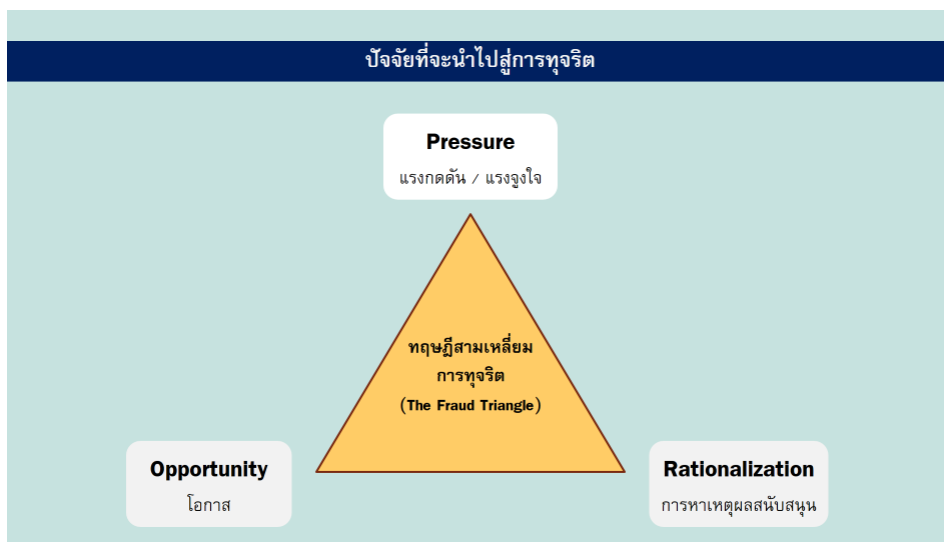 ปัจจัยที่จะนำไปสู่การทุจริต
Pressure
แรงกดดัน / แรงจูงใจ
ทฤษฎีสามเหลี่ยม
การทุจริต
(The Fraud Triangle)
Opportunity
โอกาส
Rationalization
การหาเหตุผลสนับสนุน